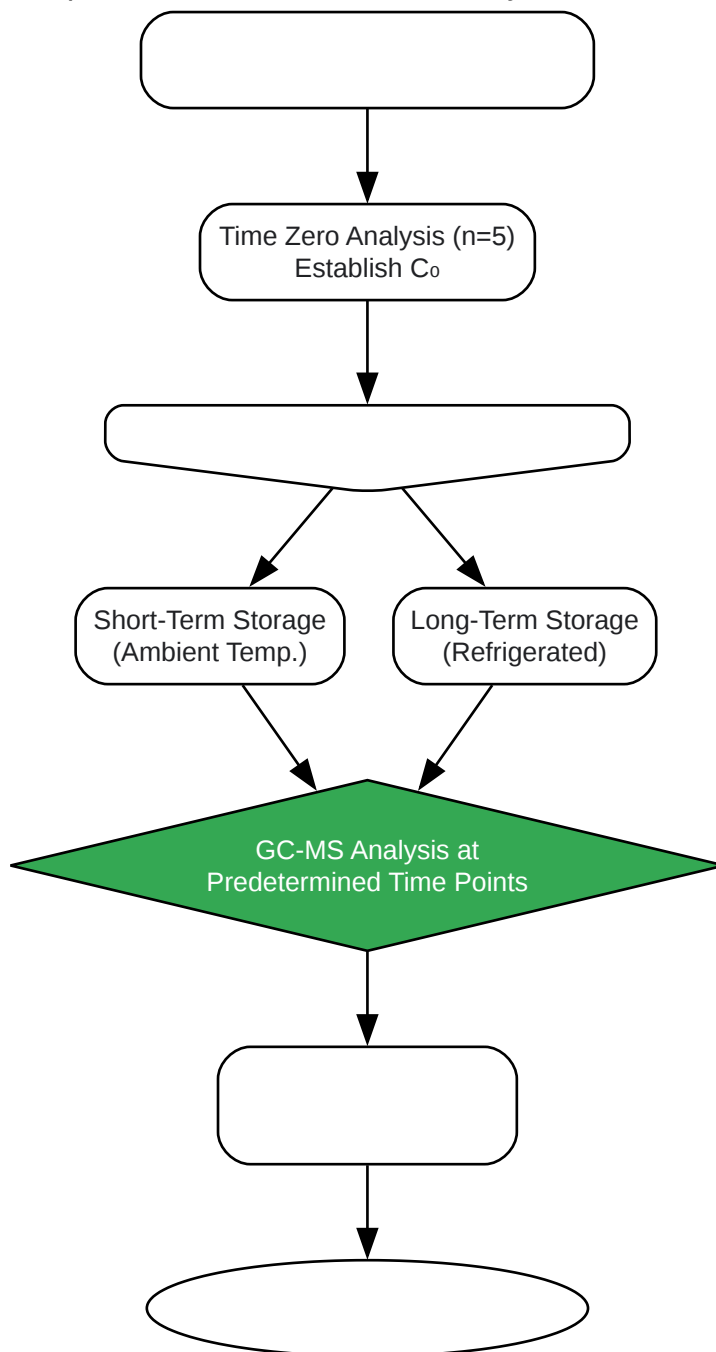 Time Zero Analysis (n=5)
Establish C₀
Short-Term Storage
(Ambient Temp.)
Long-Term Storage
(Refrigerated)
GC-MS Analysis at
Predetermined Time Points